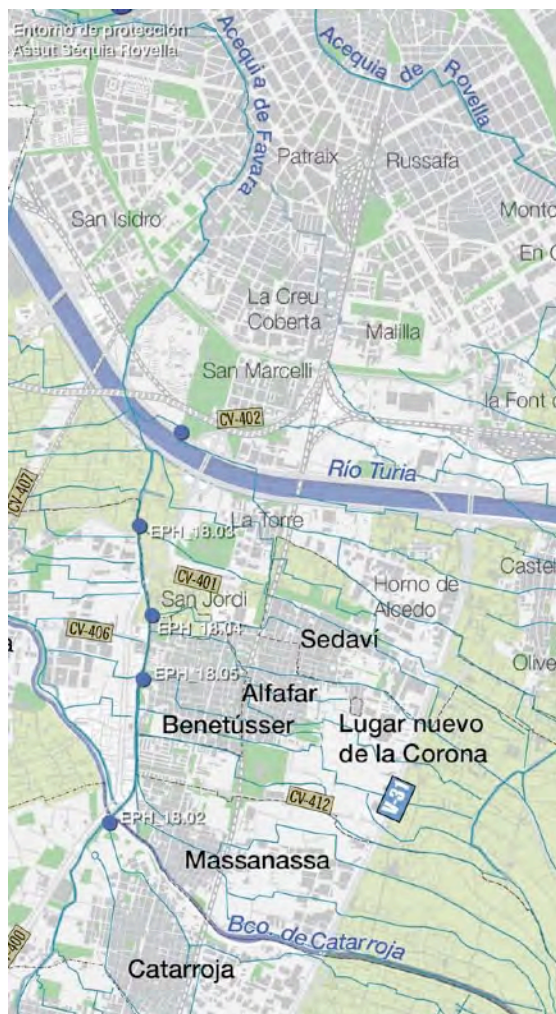 Entorno de protección
Assut Séquia Rovella
Acequia de Favara
Acequia de Rovella
Patraix
Russafa
San Isidro
Monto
En C
La Creu
Coberta
Malilla
San Marcelli
CV-402
la Font d
Río Turia
CV-407
La Torre
EPH_18.03
CV-401
Horno de
Alcedo
Castel
San Jordi
CV-406
EPH_18.04
Sedaví
a
Olive
EPH_18.05
Alfafar
Benetússer
Lugar nuevo
de la Corona
V-31
CV-412
EPH_18.02
Massanassa
Bco. de Catarroja
-400
Catarroja